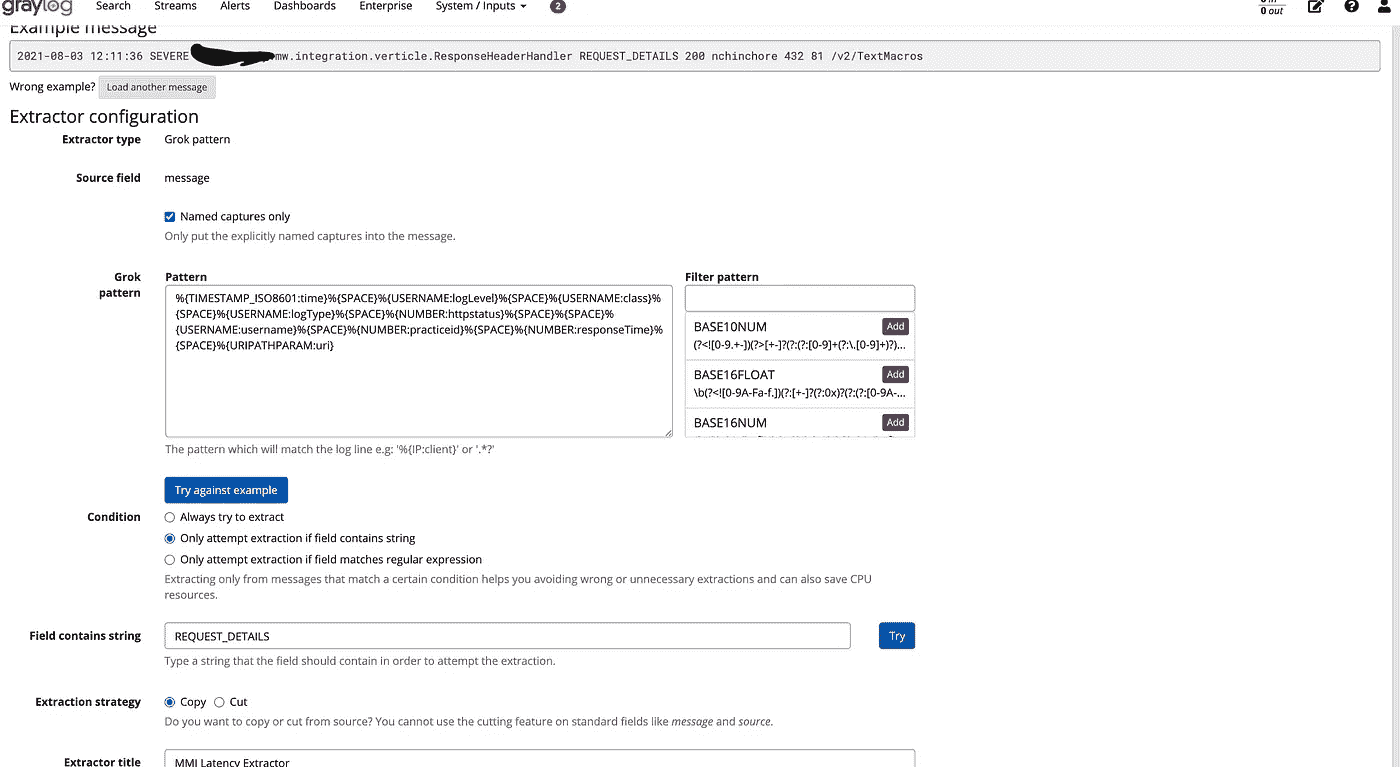 graylog Search Streams Alerts Dashboards Enterprise System / Inputs 2
0 in
0 out
Example message
2021-08-03 12:11:36 SEVERE mw.integration.verticle.ResponseHeaderHandler REQUEST_DETAILS 200 nchinchore 432 81 /v2/TextMacros
Wrong example? Load another message
Extractor configuration
Extractor type Grok pattern
Source field message
Named captures only
Only put the explicitly named captures into the message.
Grok pattern
Pattern
%{TIMESTAMP_ISO8601:time}%{SPACE}%{USERNAME:logLevel}%{SPACE}%{USERNAME:class}%
{SPACE}%{USERNAME:logType}%{SPACE}%{NUMBER:httpstatus}%{SPACE}%{SPACE}%
{USERNAME:username}%{SPACE}%{NUMBER:practiceid}%{SPACE}%{NUMBER:responseTime}%
{SPACE}%{URIPATHPARAM:uri}
The pattern which will match the log line e.g: '%{IP:client}' or '.*?'
Filter pattern
BASE10NUM Add
(?<![0-9.+-])(?>[+-]?(?:(?:[0-9]+(?:\.[0-9]+)?)...
BASE16FLOAT Add
\b(?<![0-9A-Fa-f.])(?:[+-]?(?:0x)?(?:(?:[0-9A-...
BASE16NUM Add
Try against example
Condition Always try to extract
Only attempt extraction if field contains string
Only attempt extraction if field matches regular expression
Extracting only from messages that match a certain condition helps you avoiding wrong or unnecessary extractions and can also save CPU
resources.
Field contains string REQUEST_DETAILS Try
Type a string that the field should contain in order to attempt the extraction.
Extraction strategy Copy Cut
Do you want to copy or cut from source? You cannot use the cutting feature on standard fields like message and source.
Extractor title MMI Latency Extractor